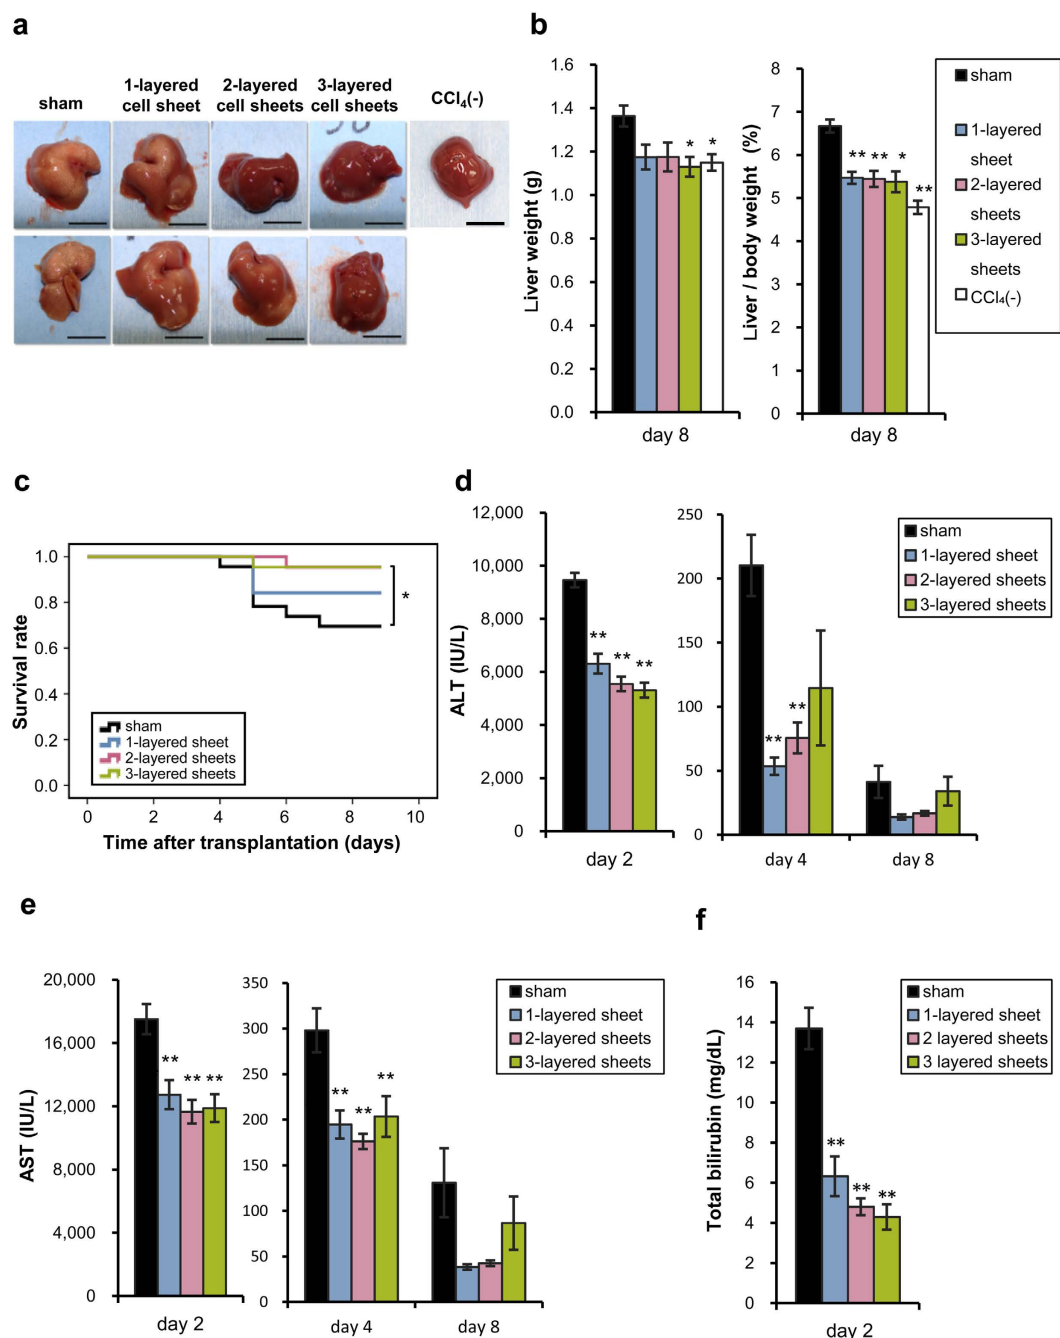 a
sham
1-layered
cell sheet
2-layered
cell sheets
3-layered
cell sheets
CCl₄(-)
b
Liver weight (g)
1.6
1.4
1.2
1.0
0.8
0.6
0.4
0.2
0.0
*
*
day 8
Liver / body weight (%)
8
7
6
5
4
3
2
1
0
**
**
*
**
day 8
sham
1-layered
sheet
2-layered
sheets
3-layered
sheets
CCl₄(-)
c
Survival rate
1.0
0.8
0.6
0.4
0.2
0.0
*
sham
1-layered sheet
2-layered sheets
3-layered sheets
0 2 4 6 8 10
Time after transplantation (days)
d
ALT (IU/L)
12,000
10,000
8,000
6,000
4,000
2,000
0
**
**
**
day 2
250
200
150
100
50
0
**
**
day 4
day 8
sham
1-layered sheet
2-layered sheets
3-layered sheets
e
AST (IU/L)
20,000
16,000
12,000
8,000
4,000
0
**
**
**
day 2
350
300
250
200
150
100
50
0
**
**
**
day 4
day 8
sham
1-layered sheet
2-layered sheets
3-layered sheets
f
Total bilirubin (mg/dL)
16
14
12
10
8
6
4
2
0
**
**
**
day 2
sham
1-layered sheet
2 layered sheets
3 layered sheets